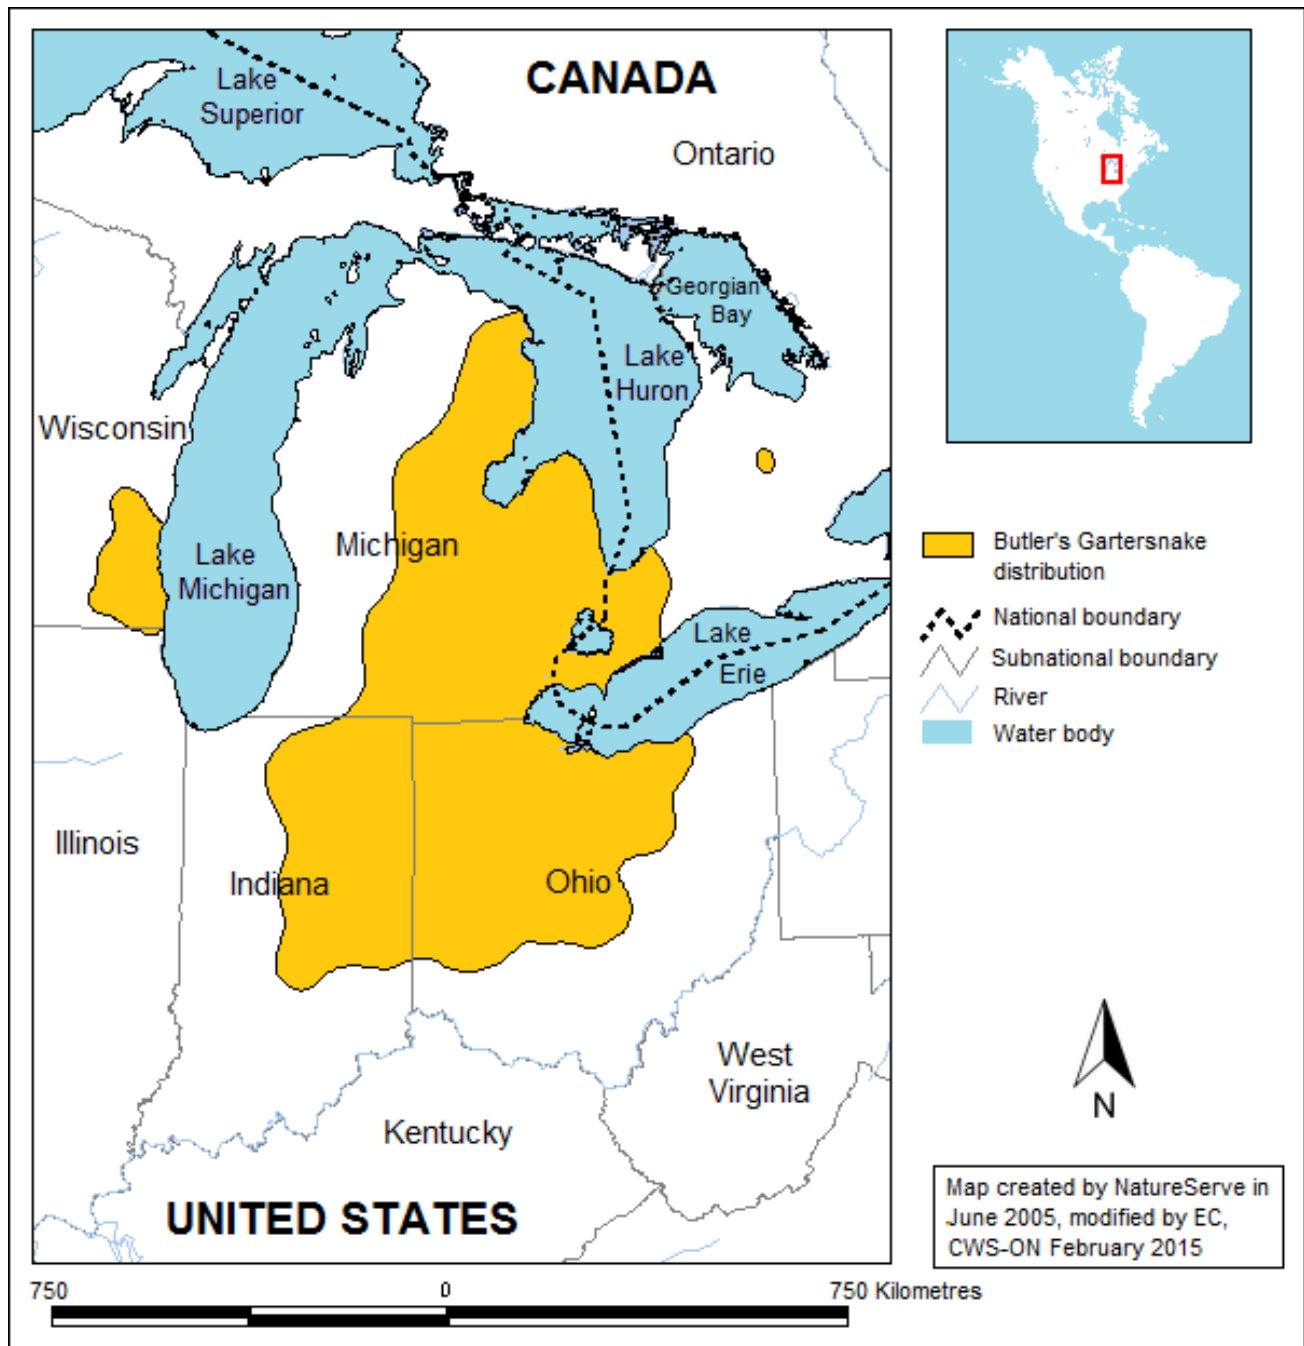 CANADA
Lake
Superior
Ontario
Georgian
Bay
Lake
Huron
Wisconsin
Michigan
Lake
Michigan
Lake
Erie
Illinois
Indiana
Ohio
West
Virginia
Kentucky
UNITED STATES
Butler's Gartersnake
distribution
National boundary
Subnational boundary
River
Water body
N
Map created by NatureServe in
June 2005, modified by EC,
CWS-ON February 2015
750 0 750 Kilometres